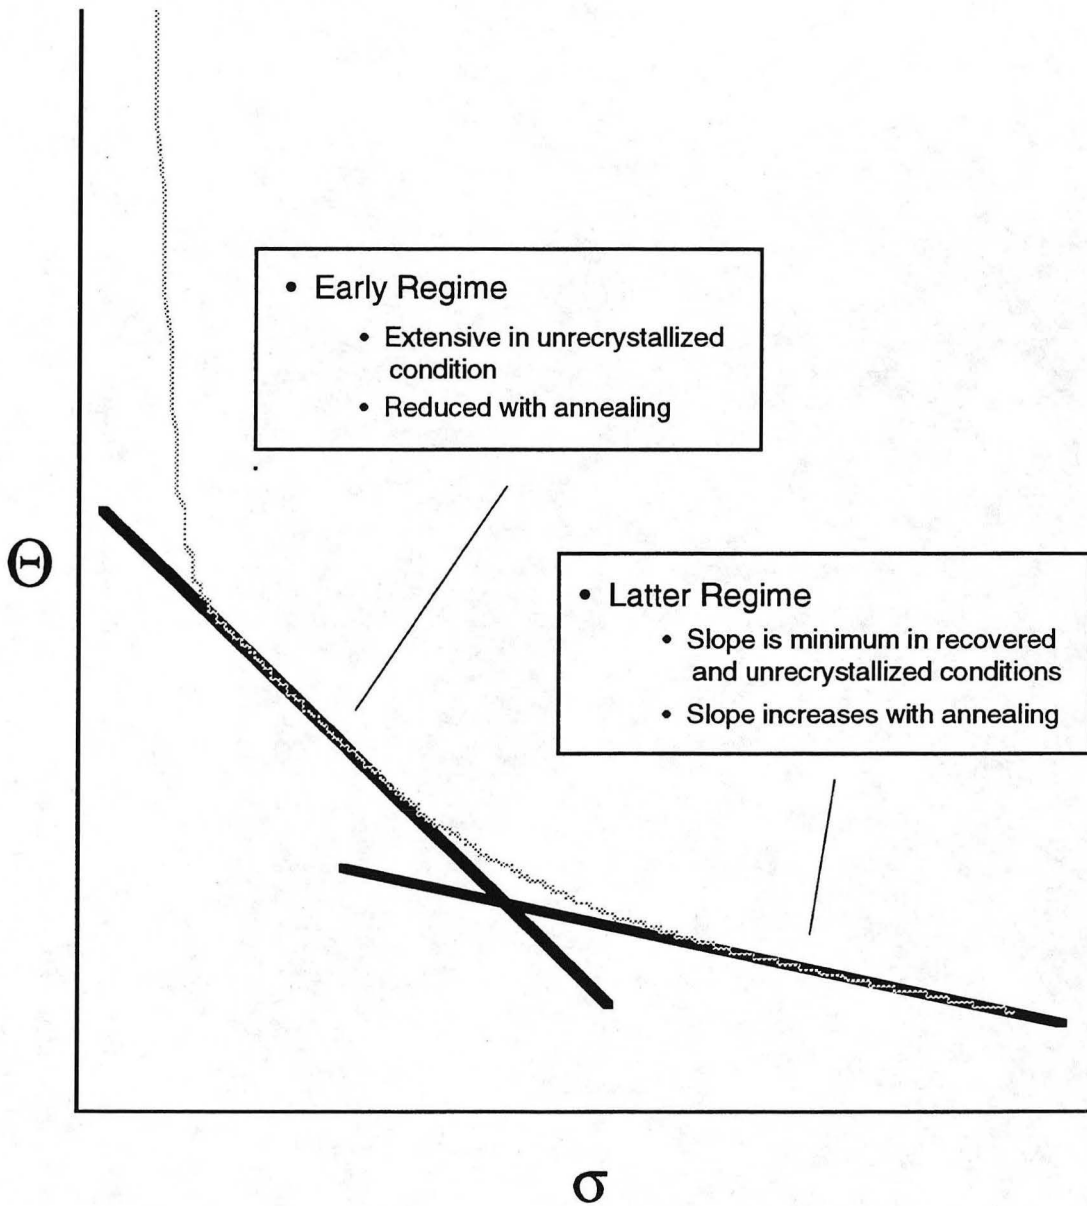 • Early Regime
• Extensive in unrecrystallized
condition
• Reduced with annealing
Θ
• Latter Regime
• Slope is minimum in recovered
and unrecrystallized conditions
• Slope increases with annealing
σ